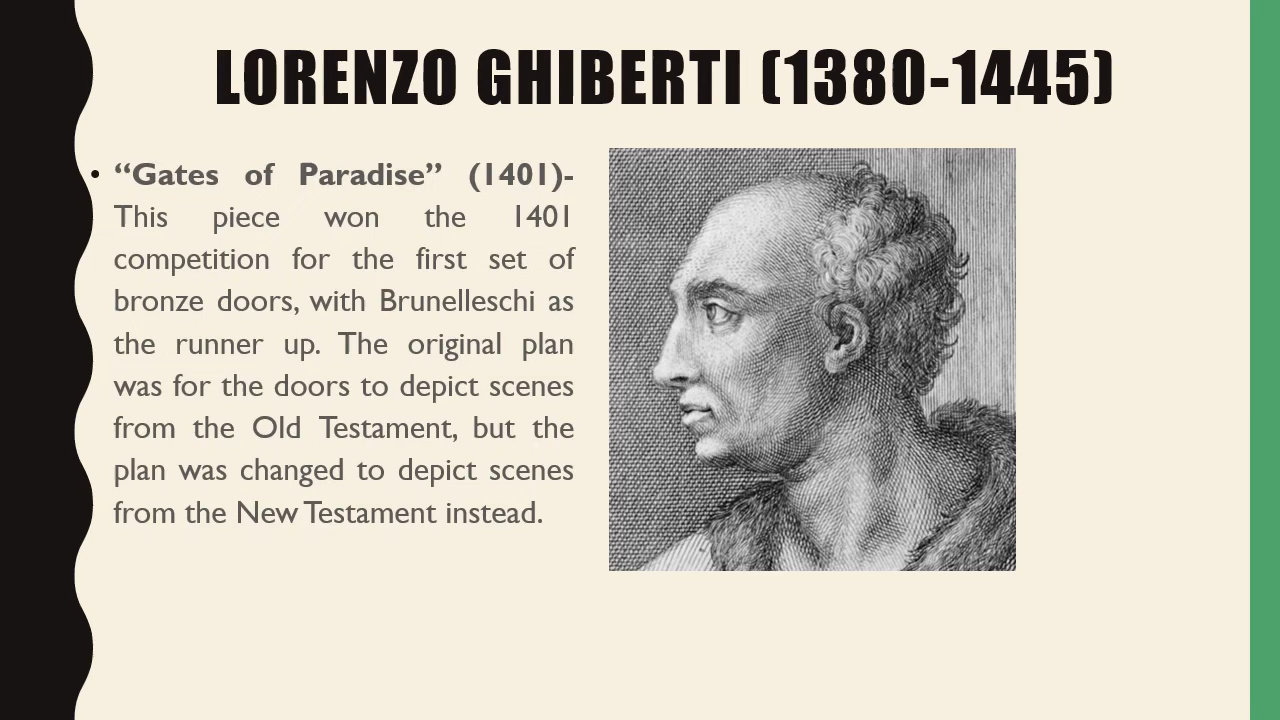 LORENZO GHIBERTI (1380-1445)
• “Gates of Paradise” (1401)-
This piece won the 1401
competition for the first set of
bronze doors, with Brunelleschi as
the runner up. The original plan
was for the doors to depict scenes
from the Old Testament, but the
plan was changed to depict scenes
from the New Testament instead.